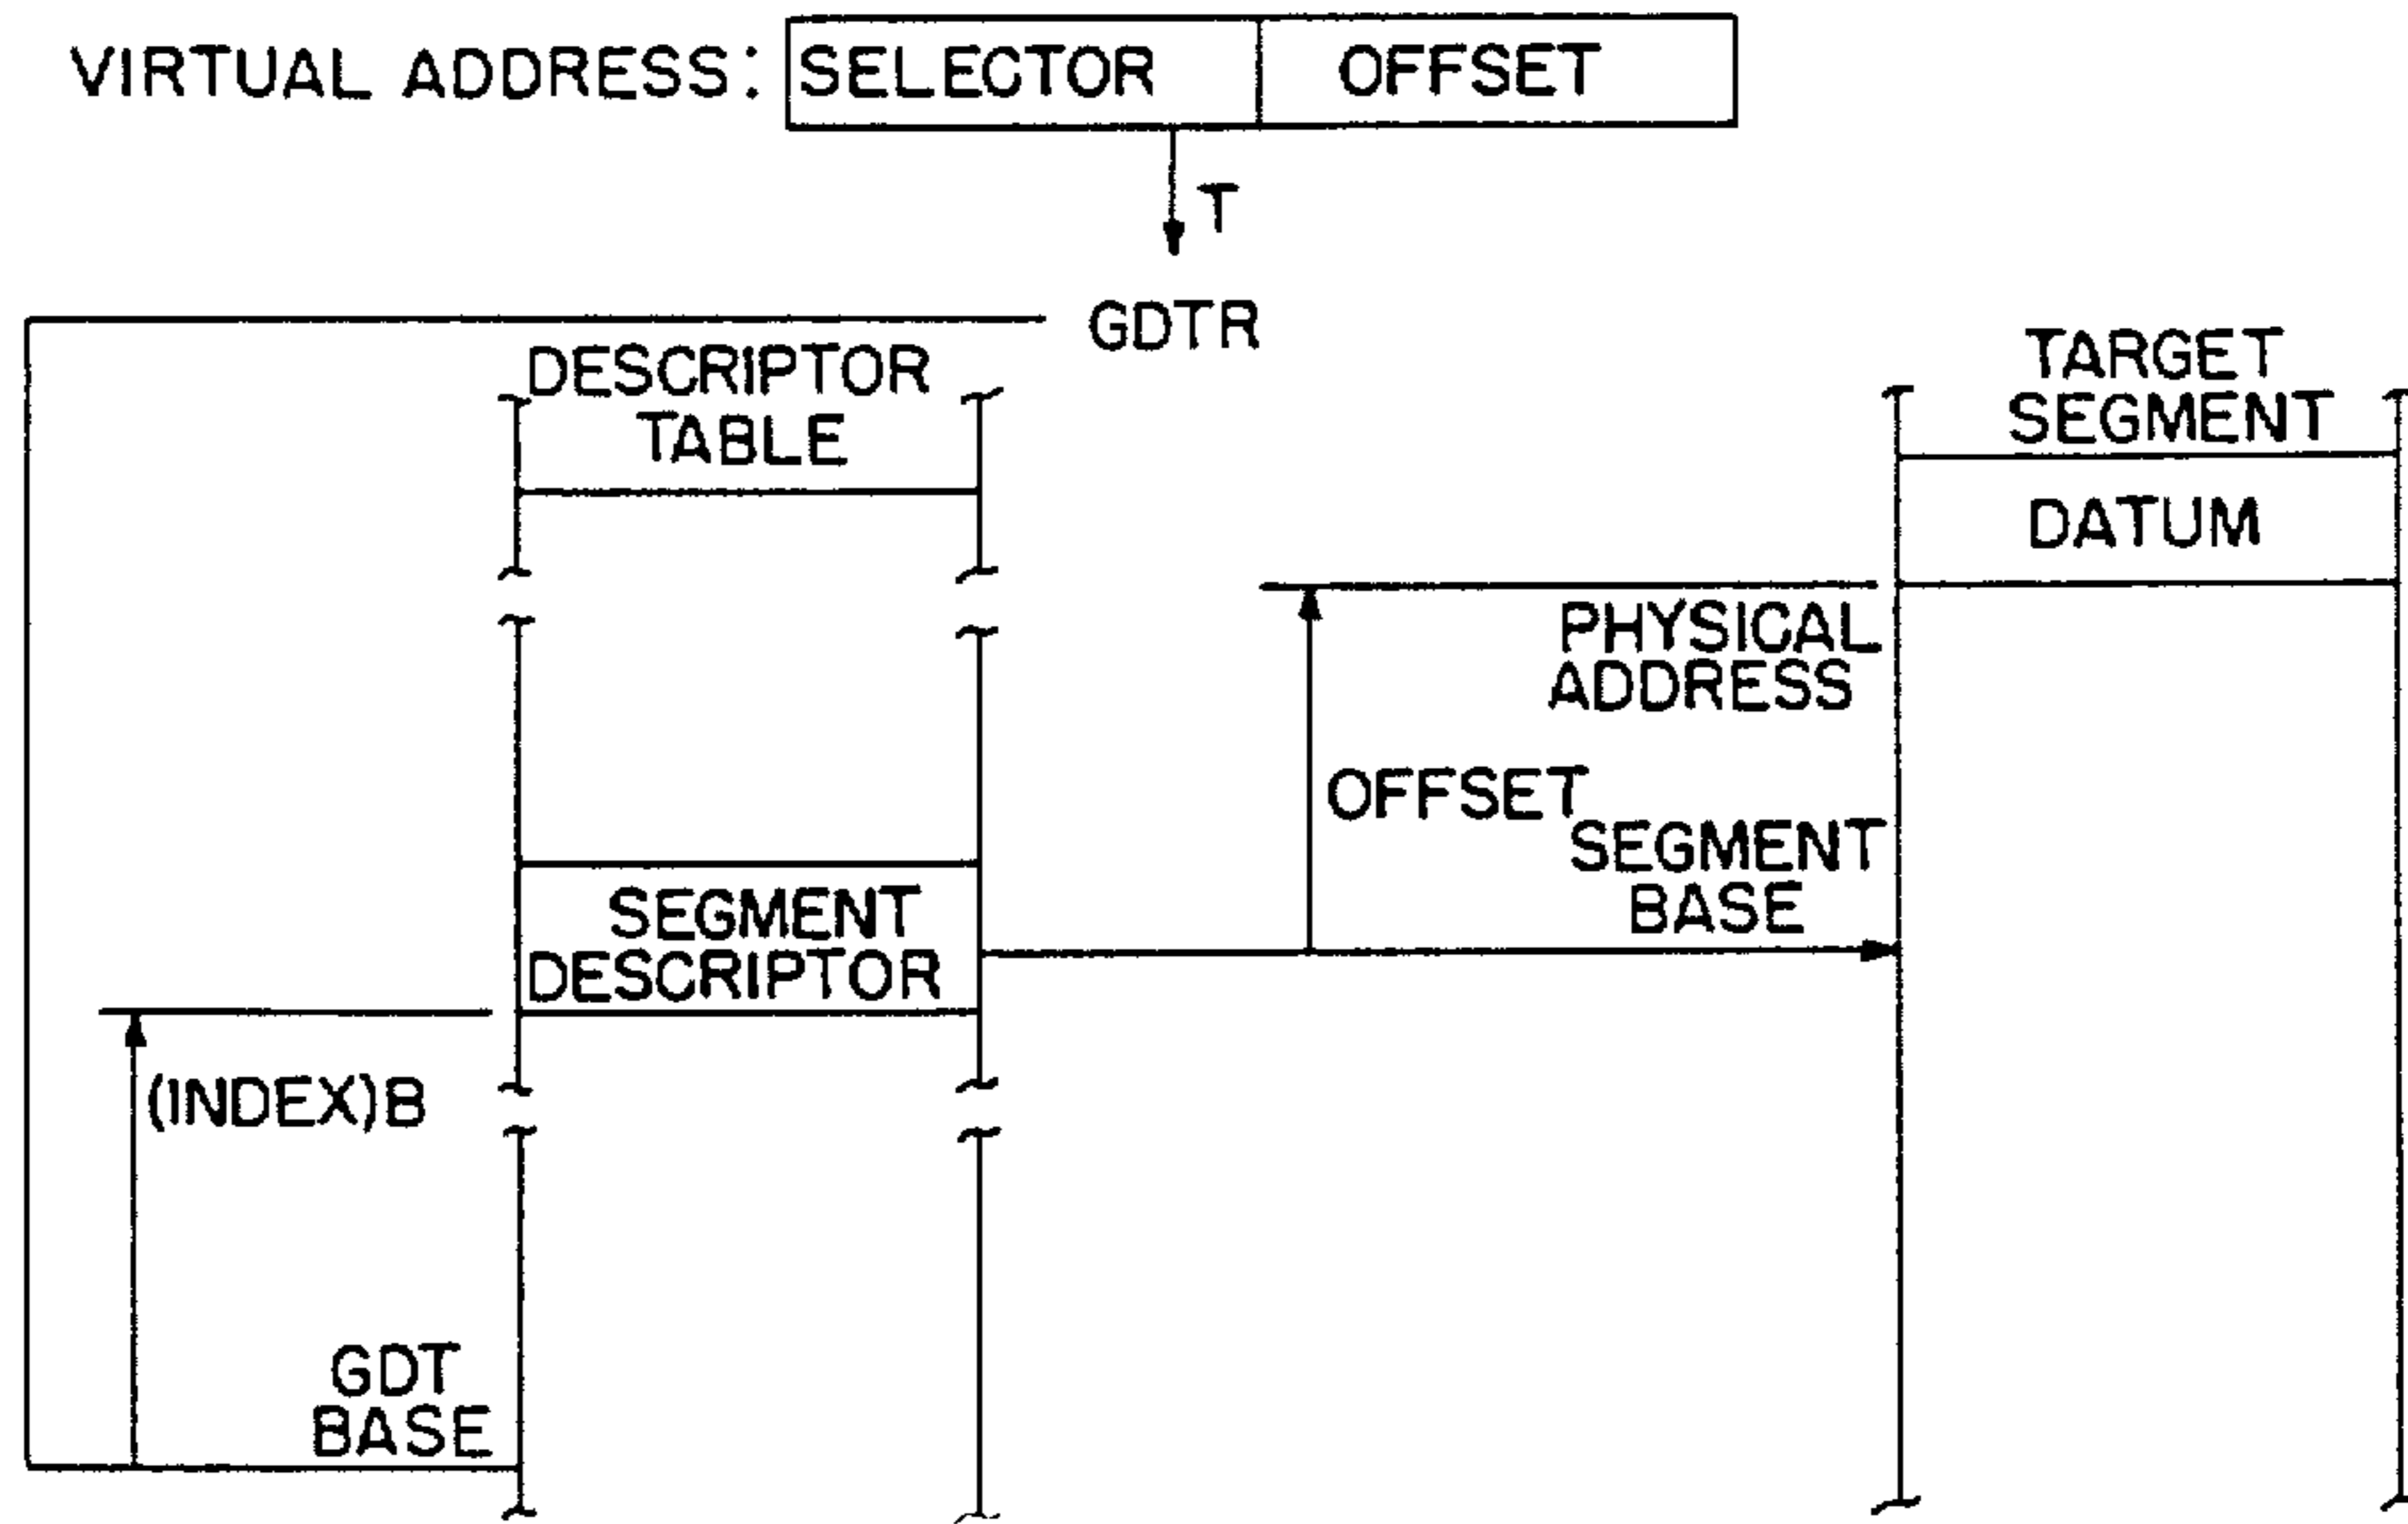 VIRTUAL ADDRESS: SELECTOR OFFSET
T
GDTR
DESCRIPTOR
TABLE
TARGET
SEGMENT
DATUM
PHYSICAL
ADDRESS
OFFSET
SEGMENT
BASE
SEGMENT
DESCRIPTOR
(INDEX)8
GDT
BASE